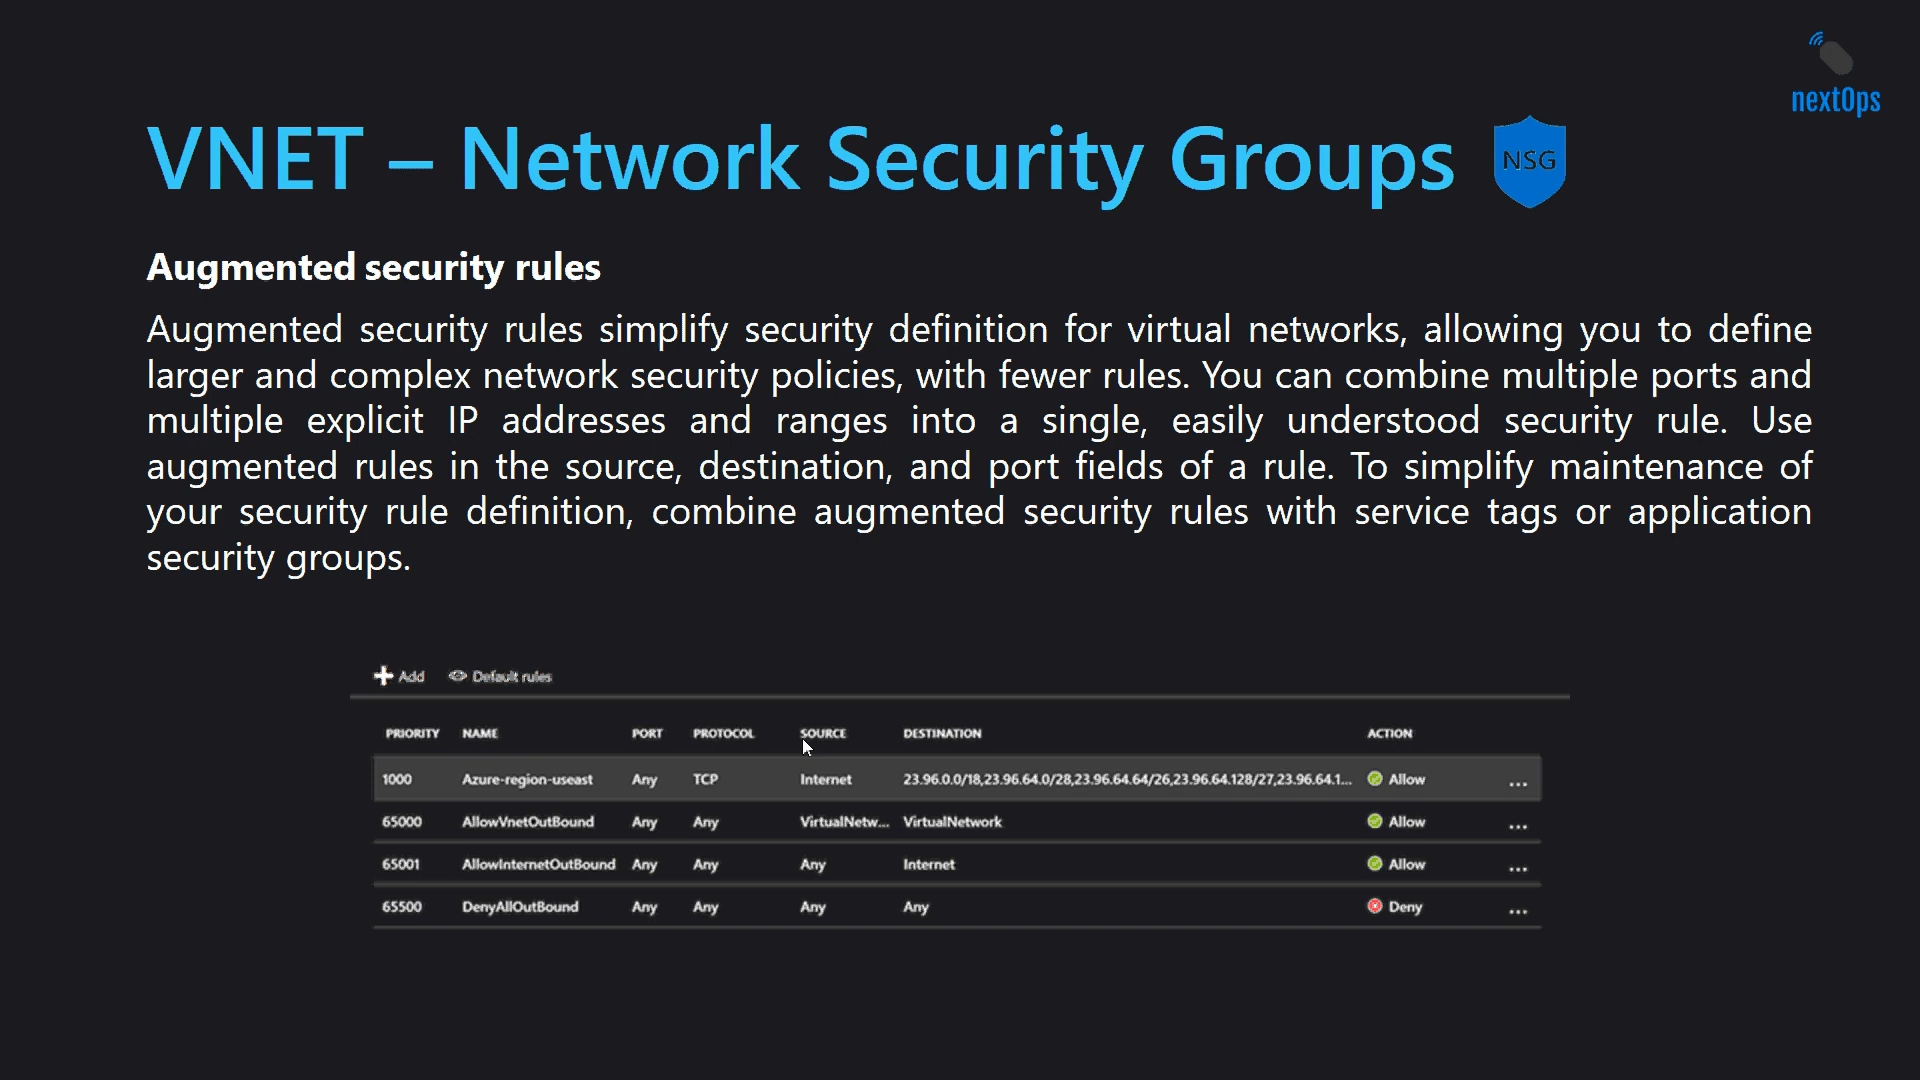 nextOps
VNET – Network Security Groups
NSG
Augmented security rules
Augmented security rules simplify security definition for virtual networks, allowing you to define
larger and complex network security policies, with fewer rules. You can combine multiple ports and
multiple explicit IP addresses and ranges into a single, easily understood security rule. Use
augmented rules in the source, destination, and port fields of a rule. To simplify maintenance of
your security rule definition, combine augmented security rules with service tags or application
security groups.
Add Default rules
PRIORITY NAME PORT PROTOCOL SOURCE DESTINATION ACTION
1000 Azure-region-useast Any TCP Internet 23.96.0.0/18,23.96.64.0/28,23.96.64.64/26,23.96.64.128/27,23.96.64.1... Allow ...
65000 AllowVnetOutBound Any Any VirtualNetw... VirtualNetwork Allow ...
65001 AllowInternetOutBound Any Any Any Internet Allow ...
65500 DenyAllOutBound Any Any Any Any Deny ...